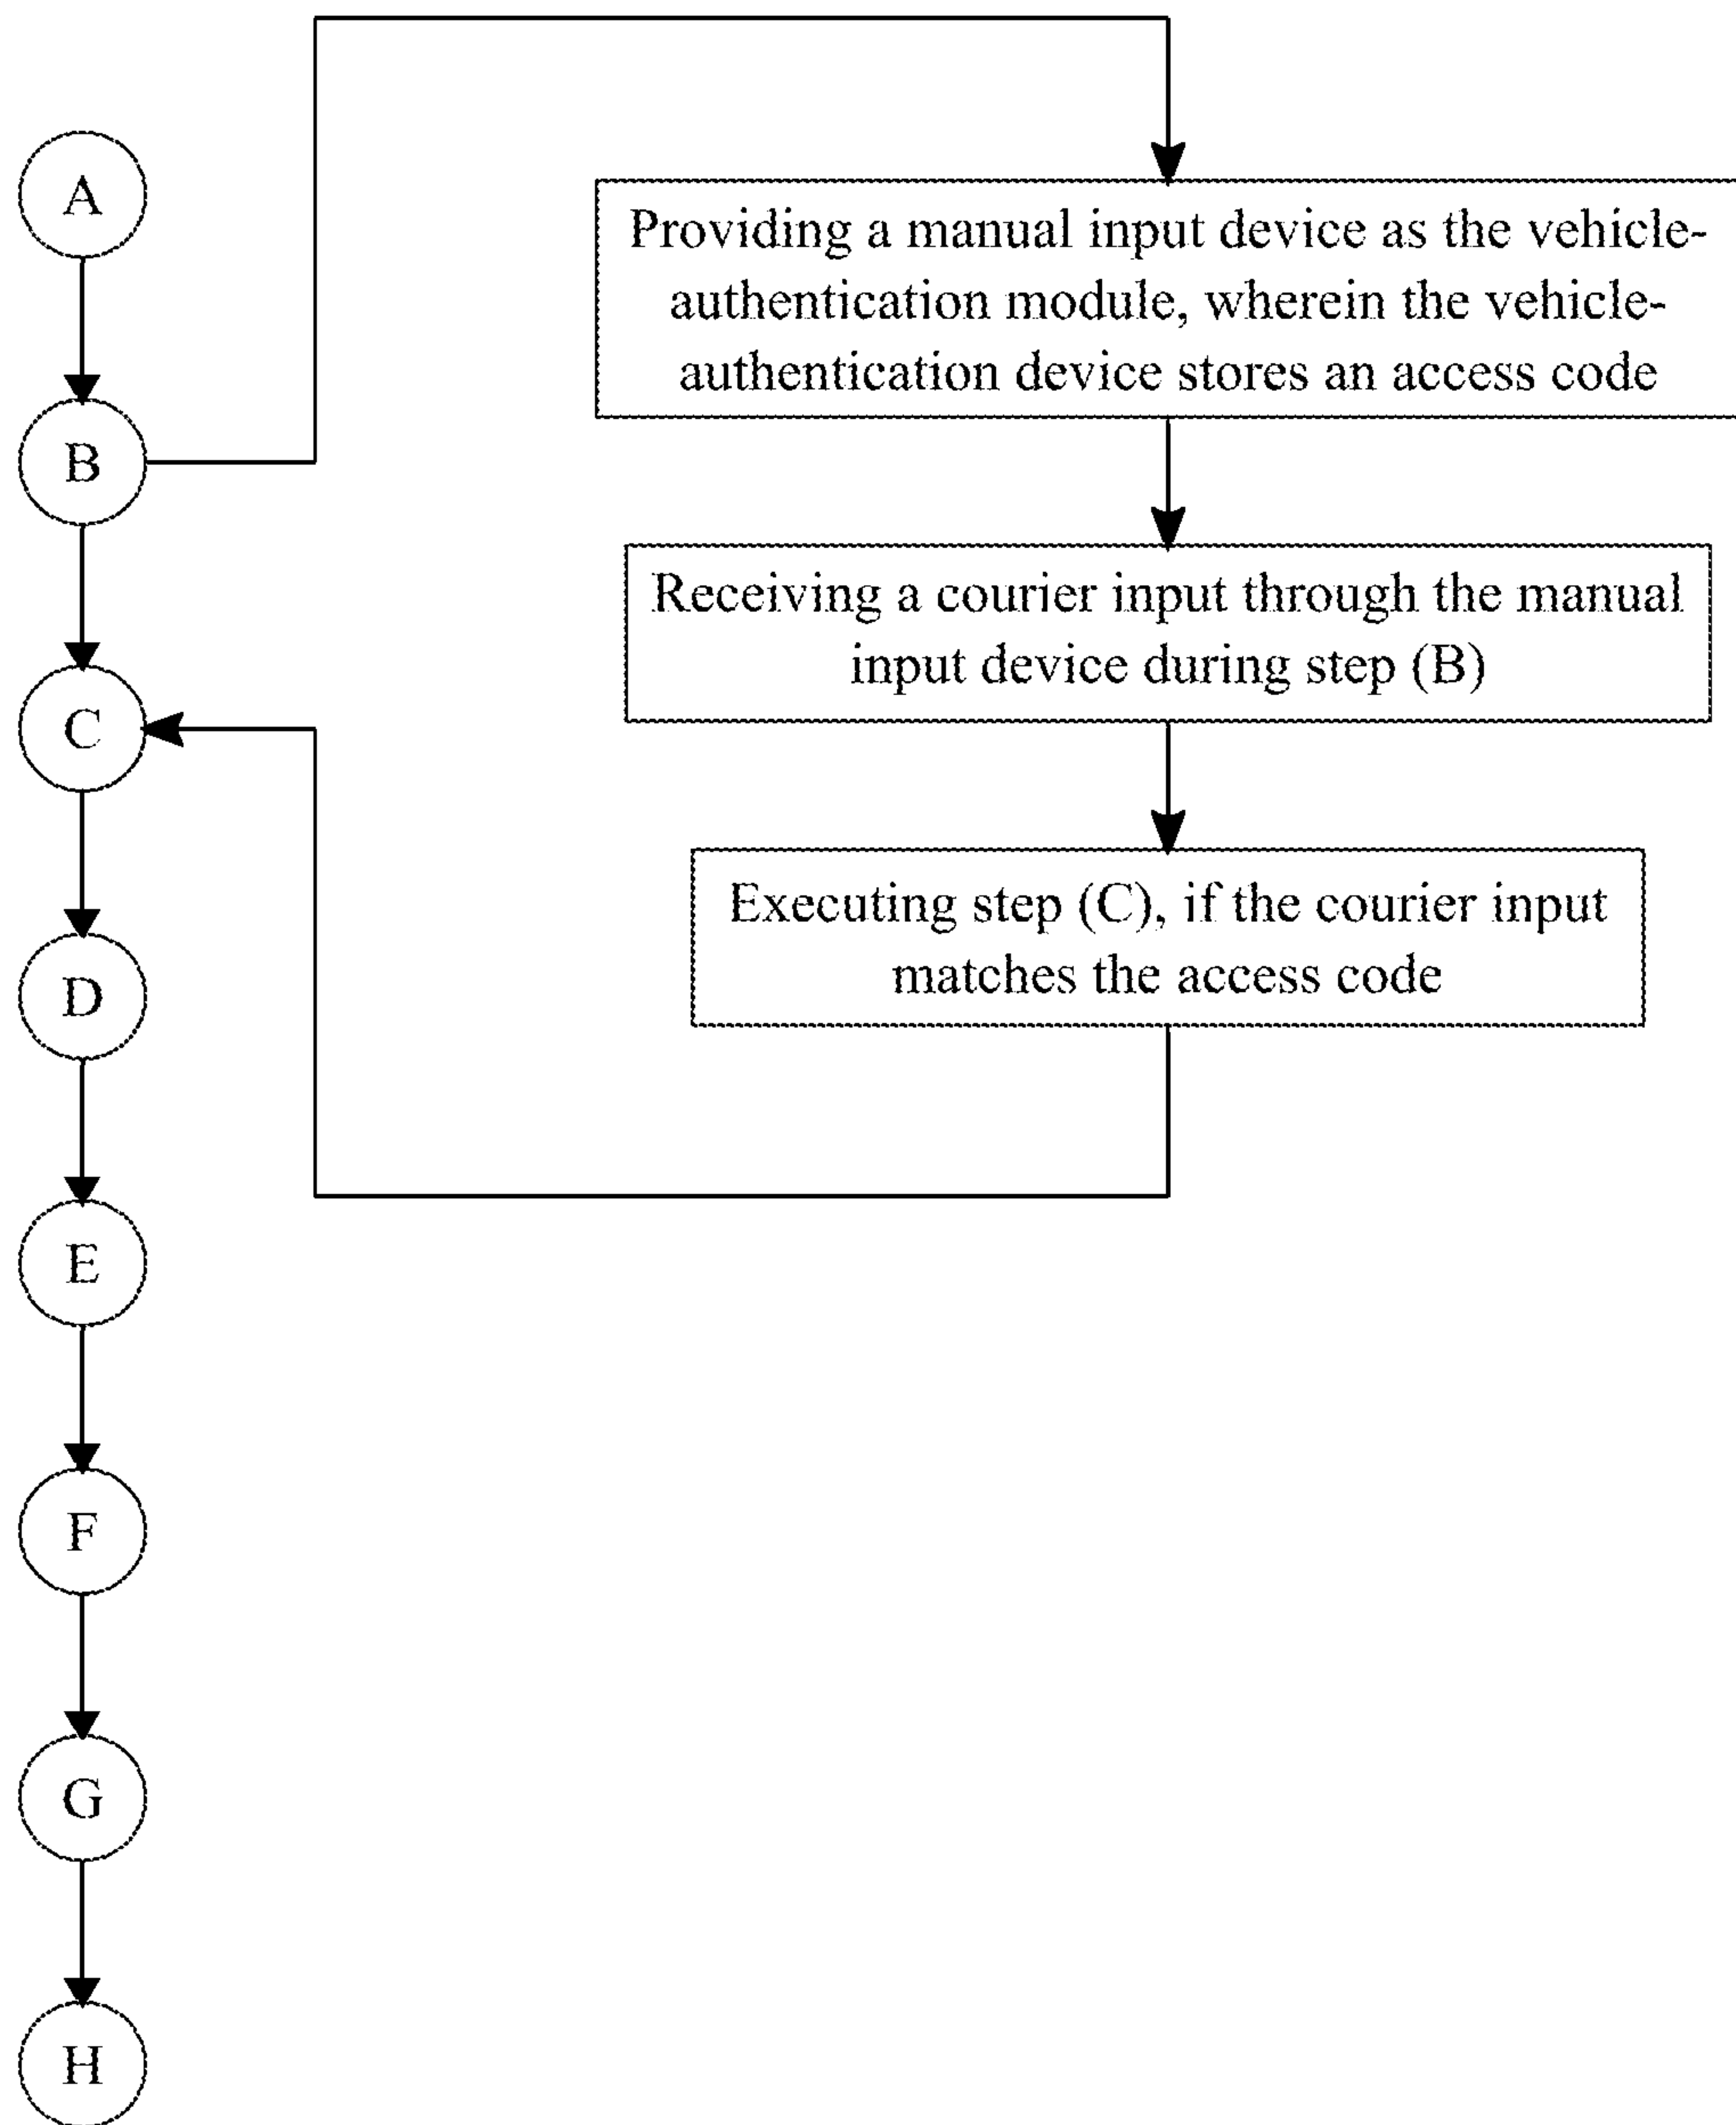 A
B
C
D
E
F
G
H
Providing a manual input device as the vehicle-
authentication module, wherein the vehicle-
authentication device stores an access code
Receiving a courier input through the manual
input device during step (B)
Executing step (C), if the courier input
matches the access code